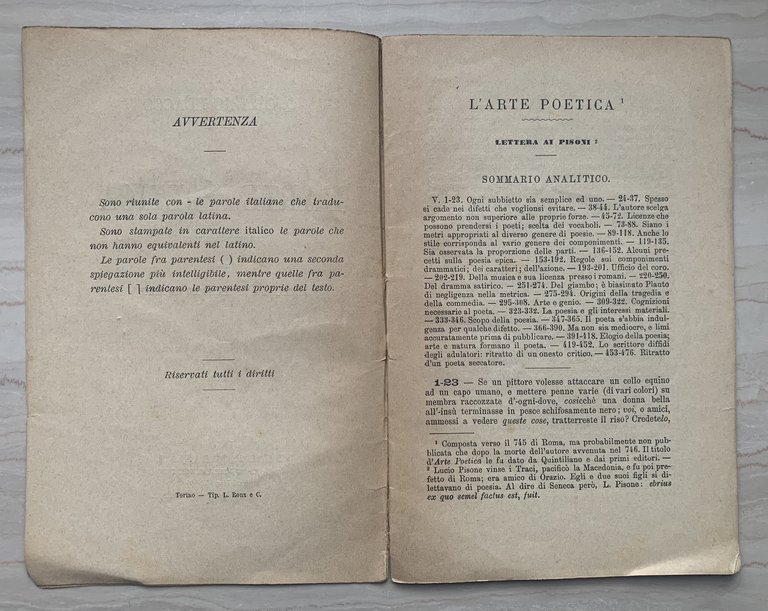 AVVERTENZA
Sono riunite con - le parole italiane che tradu-
cono una sola parola latina.
Sono stampate in carattere italico le parole che
non hanno equivalenti nel latino.
Le parole fra parentesi ( ) indicano una seconda
spiegazione più intelligibile, mentre quelle fra pa-
rentesi [ ] indicano le parentesi proprie del testo.
Riservati tutti i diritti
Torino — Tip. L. Roux e C.
L'ARTE POETICA ¹
LETTERA AI PISONI ²
SOMMARIO ANALITICO.
V. 1-23. Ogni subbietto sia semplice ed uno. — 24-37. Spesso
si cade nei difetti che voglionsi evitare. — 38-44. L'autore scelga
argomento non superiore alle proprie forze. — 45-72. Licenze che
possono prendersi i poeti; scelta dei vocaboli. — 73-88. Siano i
metri appropriati al diverso genere di poesie. — 89-118. Anche lo
stile corrisponda al vario genere dei componimenti. — 119-135.
Sia osservata la proporzione delle parti. — 136-152. Alcuni pre-
cetti sulla poesia epica. — 153-192. Regole sui componimenti
drammatici; dei caratteri; dell'azione. — 193-201. Ufficio del coro.
— 202-219. Della musica e sua licenza presso i romani. — 220-250.
Del dramma satirico. — 251-274. Del giambo; è biasimato Plauto
di negligenza nella metrica. — 275-294. Origini della tragedia e
della commedia. — 295-308. Arte e genio. — 309-322. Cognizioni
necessarie al poeta. — 323-332. La poesia e gli interessi materiali.
— 333-346. Scopo della poesia. — 347-365. Il poeta s'abbia indul-
genza per qualche difetto. — 366-390. Ma non sia mediocre, e limi
accuratamente prima di pubblicare. — 391-418. Elogio della poesia;
arte e natura formano il poeta. — 419-452. Lo scrittore diffidi
degli adulatori: ritratto di un onesto critico. — 453-476. Ritratto
d'un poeta seccatore.
1-23 — Se un pittore volesse attaccare un collo equino
ad un capo umano, e mettere penne varie (di vari colori) su
membra raccozzate d'-ogni-dove, cosicchè una donna bella
all'-insù terminasse in pesce schifosamente nero; voi, o amici,
ammessi a vedere queste cose, tratterreste il riso? Credetelo,
¹ Composta verso il 745 di Roma, ma probabilmente non pub-
blicata che dopo la morte dell'autore avvenuta nel 746. Il titolo
d'Arte Poetica le fu dato da Quintiliano e dai primi editori. —
² Lucio Pisone vinse i Traci, pacificò la Macedonia, e fu poi pre-
fetto di Roma; era amico di Orazio. Egli e due suoi figli si di-
lettavano di poesia. Al dire di Seneca però, L. Pisone: ebrius
ex quo semel factus est, fuit.